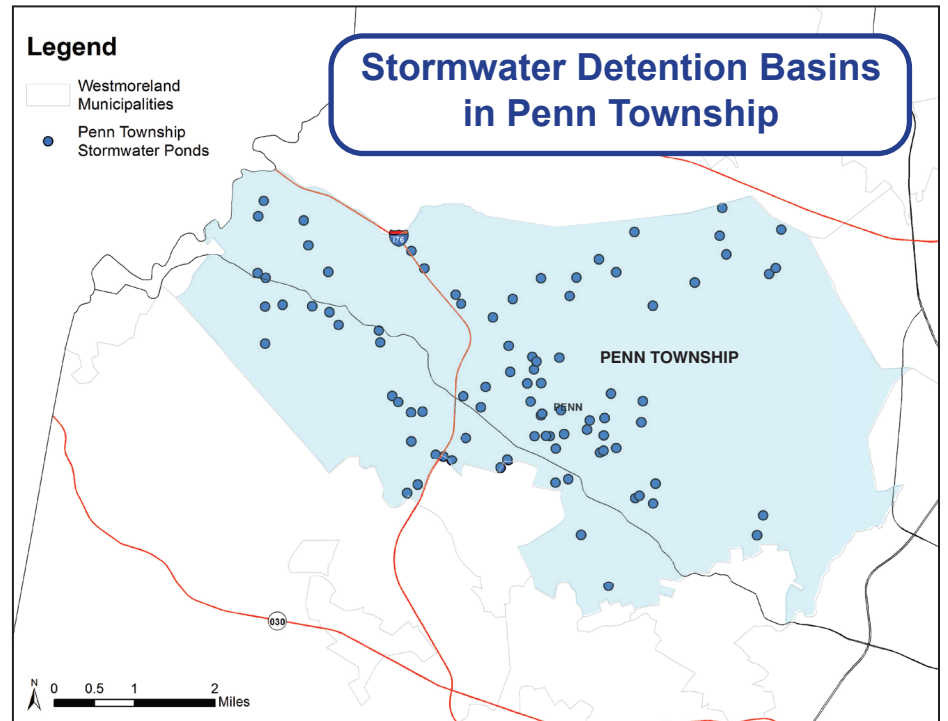 Legend
Westmoreland
Municipalities
Penn Township
Stormwater Ponds
Stormwater Detention Basins
in Penn Township
176
PENN TOWNSHIP
PENN
030
N
0 0.5 1 2
Miles